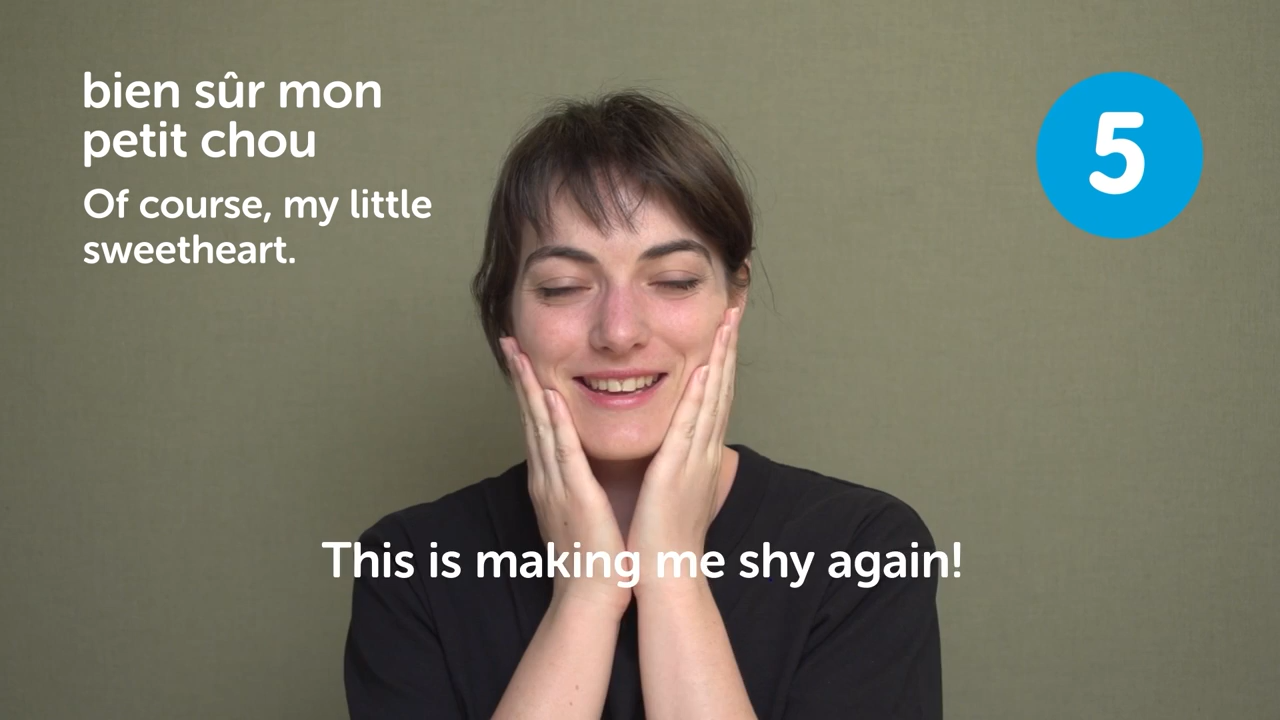 bien sûr mon
petit chou
Of course, my little
sweetheart.
5
This is making me shy again!